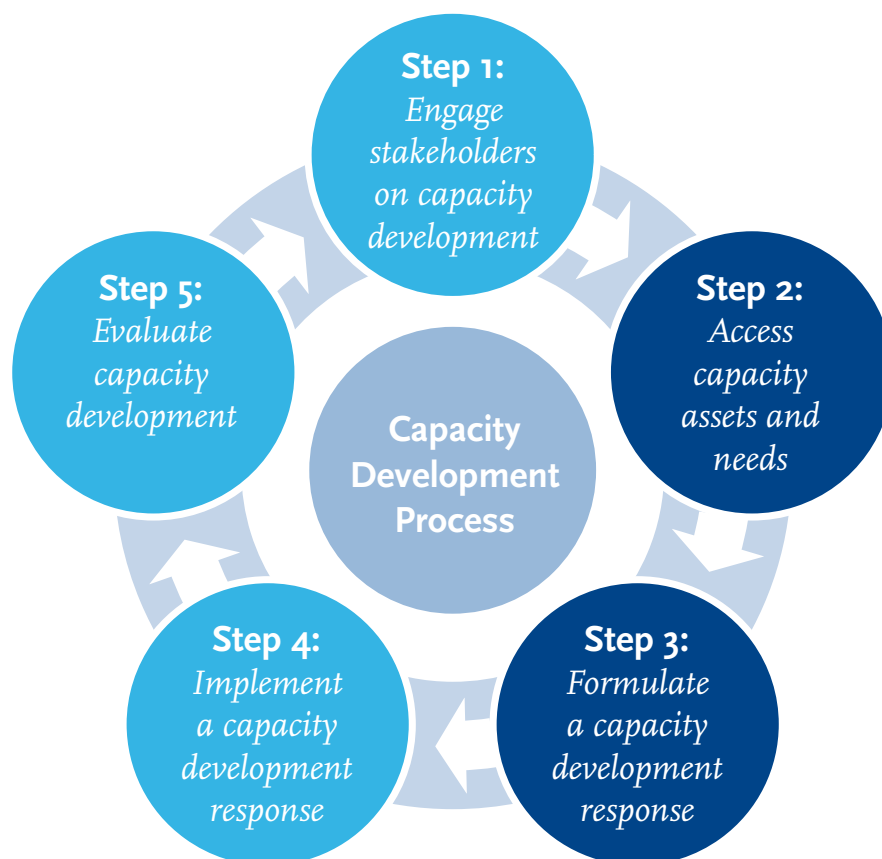 Step 1:
Engage
stakeholders
on capacity
development
Step 2:
Access
capacity
assets and
needs
Step 3:
Formulate
a capacity
development
response
Step 4:
Implement
a capacity
development
response
Step 5:
Evaluate
capacity
development
Capacity
Development
Process